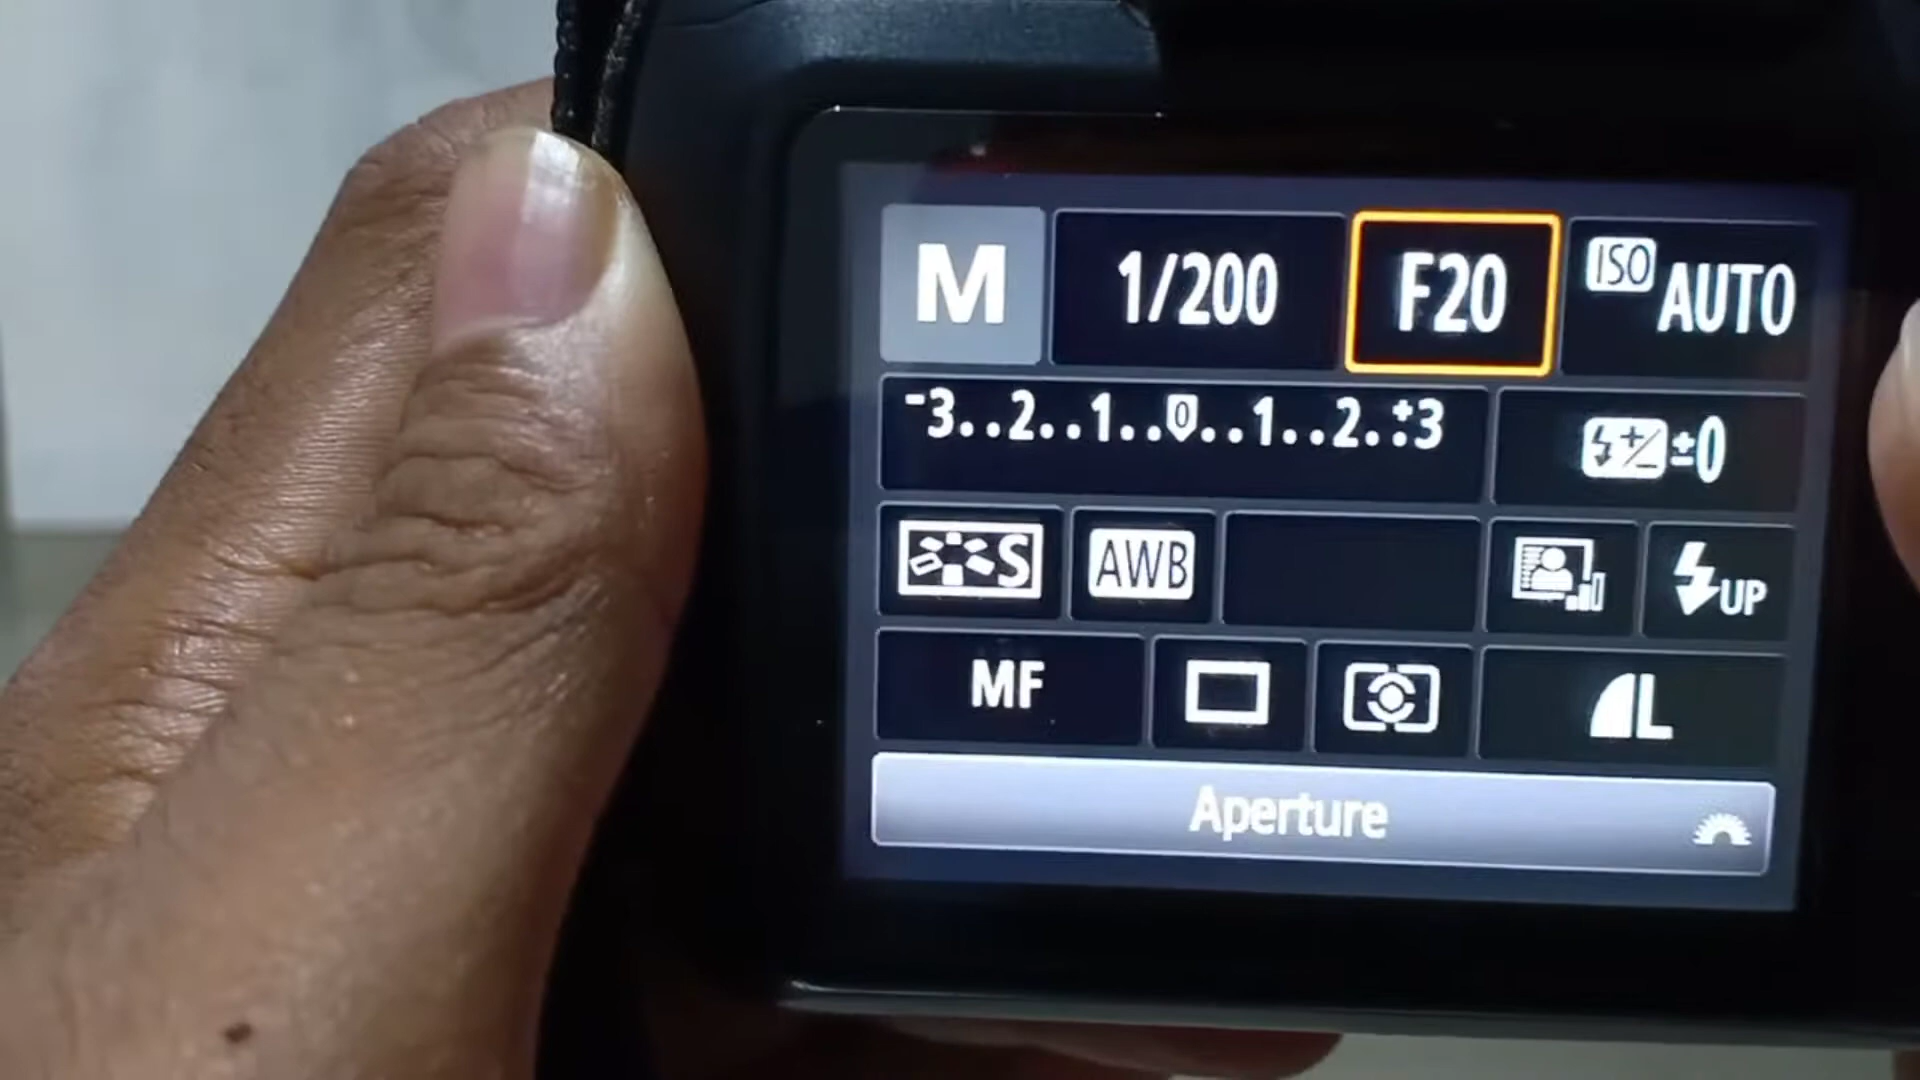 M 1/200 F20 ISO AUTO
-3..2..1..0..1..2..+3 ±0
S AWB UP
MF L
Aperture